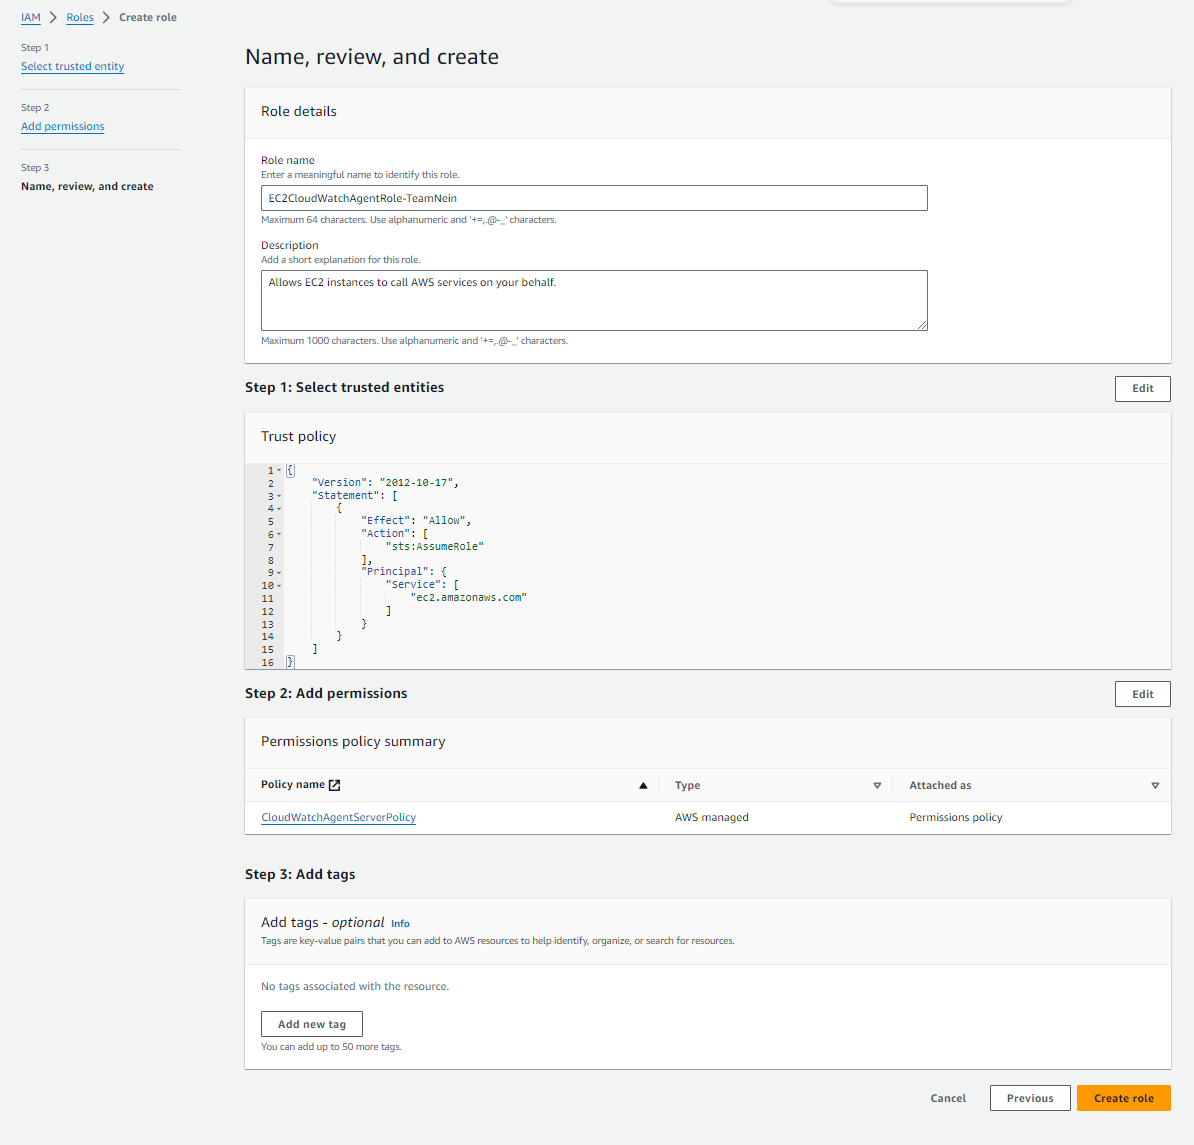 IAM > Roles > Create role
Step 1
Select trusted entity
Step 2
Add permissions
Step 3
Name, review, and create
Name, review, and create
Role details
Role name
Enter a meaningful name to identify this role.
EC2CloudWatchAgentRole-TeamNein
Maximum 64 characters. Use alphanumeric and '+=,.@-_' characters.
Description
Add a short explanation for this role.
Allows EC2 instances to call AWS services on your behalf.
Maximum 1000 characters. Use alphanumeric and '+=,.@-_' characters.
Step 1: Select trusted entities
Edit
Trust policy
1 {
2     "Version": "2012-10-17",
3     "Statement": [
4         {
5             "Effect": "Allow",
6             "Action": [
7                 "sts:AssumeRole"
8             ],
9             "Principal": {
10                 "Service": [
11                     "ec2.amazonaws.com"
12                 ]
13             }
14         }
15     ]
16 }
Step 2: Add permissions
Edit
Permissions policy summary
Policy name Type Attached as
CloudWatchAgentServerPolicy AWS managed Permissions policy
Step 3: Add tags
Add tags - optional Info
Tags are key-value pairs that you can add to AWS resources to help identify, organize, or search for resources.
No tags associated with the resource.
Add new tag
You can add up to 50 more tags.
Cancel Previous Create role